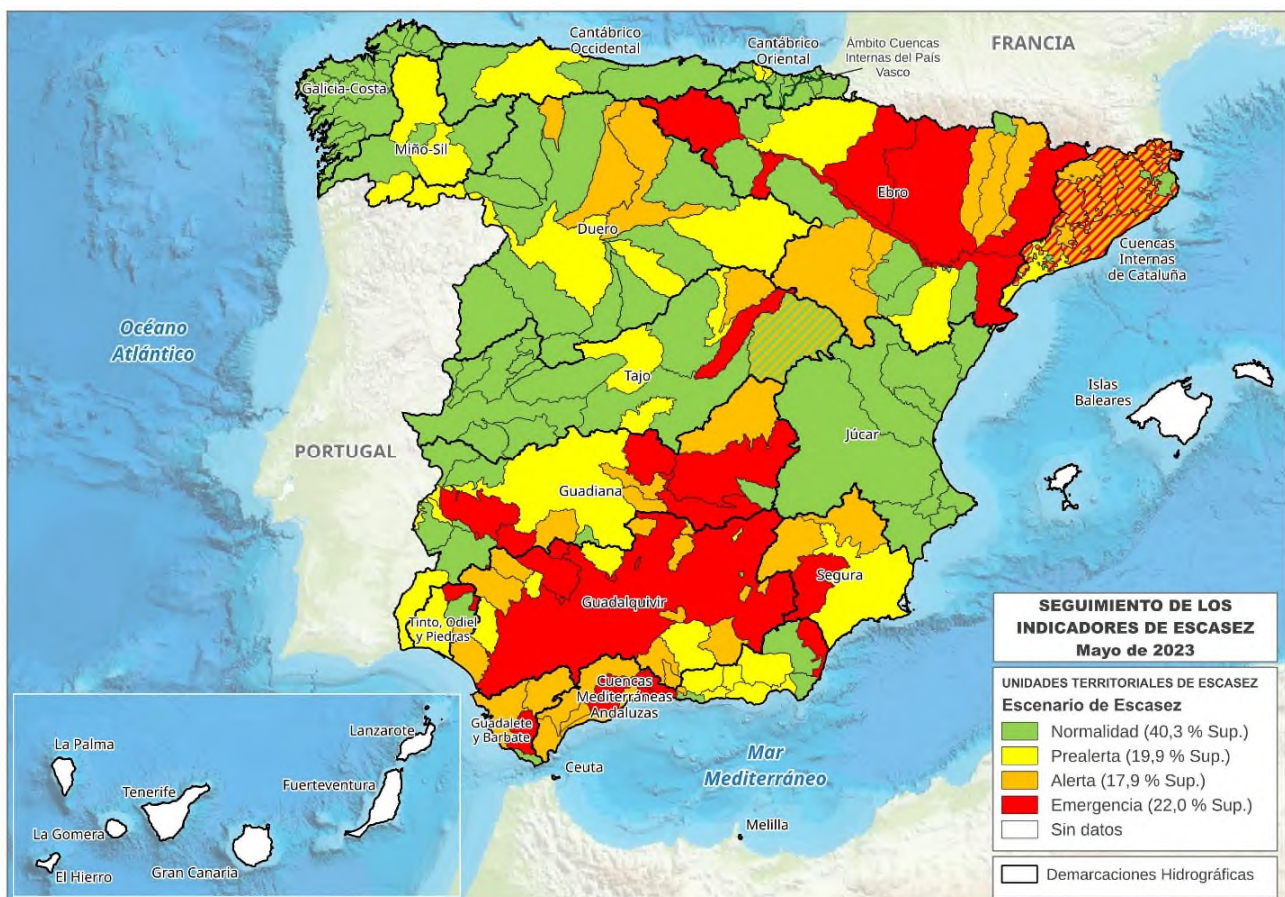 Cantábrico
Occidental
Cantábrico
Oriental
Ámbito Cuencas
Internas del País
Vasco
FRANCIA
Galicia-Costa
Miño-Sil
Ebro
Duero
Cuencas
Internas
de Cataluña
Océano
Atlántico
Tajo
Islas
Baleares
Júcar
PORTUGAL
Guadiana
Segura
Guadalquivir
Tinto, Odiel
y Piedras
Cuencas
Mediterráneas
Andaluzas
Guadalete
y Barbate
Ceuta
Mar
Mediterráneo
Melilla
La Palma
Lanzarote
Tenerife
Fuerteventura
La Gomera
El Hierro
Gran Canaria
SEGUIMIENTO DE LOS
INDICADORES DE ESCASEZ
Mayo de 2023
UNIDADES TERRITORIALES DE ESCASEZ
Escenario de Escasez
Normalidad (40,3 % Sup.)
Prealerta (19,9 % Sup.)
Alerta (17,9 % Sup.)
Emergencia (22,0 % Sup.)
Sin datos
Demarcaciones Hidrográficas